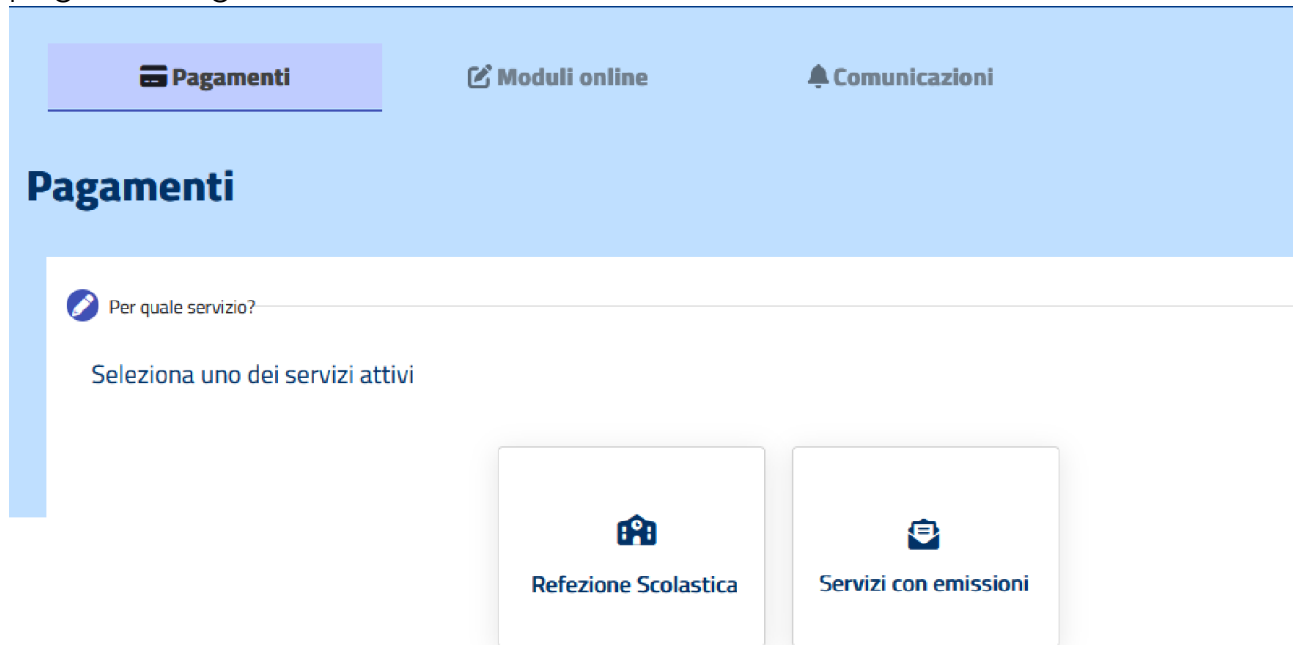 Pagamenti
Moduli online
Comunicazioni
Pagamenti
Per quale servizio?
Seleziona uno dei servizi attivi
Refezione Scolastica
Servizi con emissioni